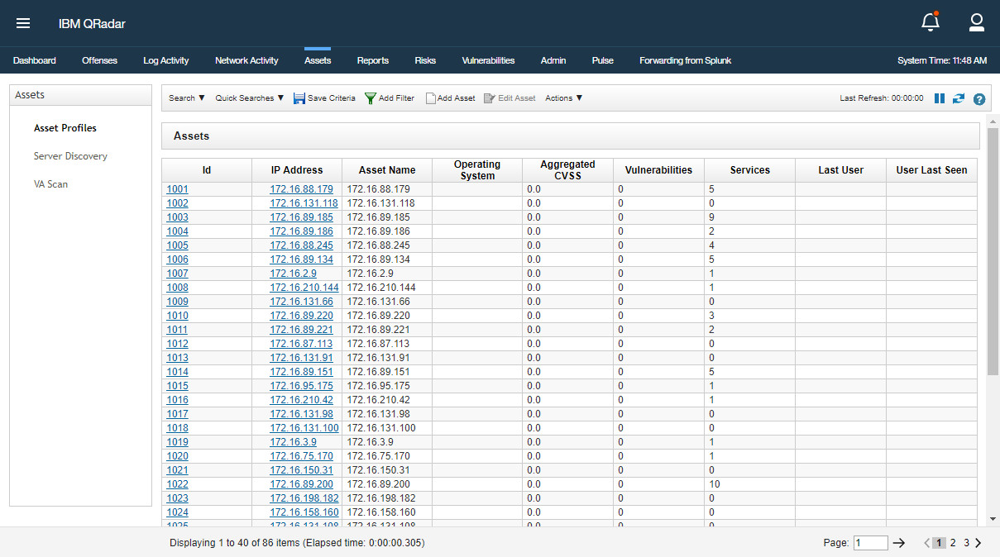 IBM QRadar
Dashboard Offenses Log Activity Network Activity Assets Reports Risks Vulnerabilities Admin Pulse Forwarding from Splunk System Time: 11:48 AM
Assets
Asset Profiles
Server Discovery
VA Scan
Search ▼ Quick Searches ▼ Save Criteria Add Filter Add Asset Edit Asset Actions ▼ Last Refresh: 00:00:00
Assets
Id IP Address Asset Name Operating System Aggregated CVSS Vulnerabilities Services Last User User Last Seen
1001 172.16.88.179 172.16.88.179 0.0 0 5
1002 172.16.131.118 172.16.131.118 0.0 0 0
1003 172.16.89.185 172.16.89.185 0.0 0 9
1004 172.16.89.186 172.16.89.186 0.0 0 2
1005 172.16.88.245 172.16.88.245 0.0 0 4
1006 172.16.89.134 172.16.89.134 0.0 0 5
1007 172.16.2.9 172.16.2.9 0.0 0 1
1008 172.16.210.144 172.16.210.144 0.0 0 1
1009 172.16.131.66 172.16.131.66 0.0 0 0
1010 172.16.89.220 172.16.89.220 0.0 0 3
1011 172.16.89.221 172.16.89.221 0.0 0 2
1012 172.16.87.113 172.16.87.113 0.0 0 0
1013 172.16.131.91 172.16.131.91 0.0 0 0
1014 172.16.89.151 172.16.89.151 0.0 0 5
1015 172.16.95.175 172.16.95.175 0.0 0 1
1016 172.16.210.42 172.16.210.42 0.0 0 1
1017 172.16.131.98 172.16.131.98 0.0 0 0
1018 172.16.131.100 172.16.131.100 0.0 0 0
1019 172.16.3.9 172.16.3.9 0.0 0 1
1020 172.16.75.170 172.16.75.170 0.0 0 1
1021 172.16.150.31 172.16.150.31 0.0 0 0
1022 172.16.89.200 172.16.89.200 0.0 0 10
1023 172.16.198.182 172.16.198.182 0.0 0 0
1024 172.16.158.160 172.16.158.160 0.0 0 0
1025 172.16.131.108 172.16.131.108 0.0 0 0
Displaying 1 to 40 of 86 items (Elapsed time: 0:00:00.305) Page: 1 → < 1 2 3 >